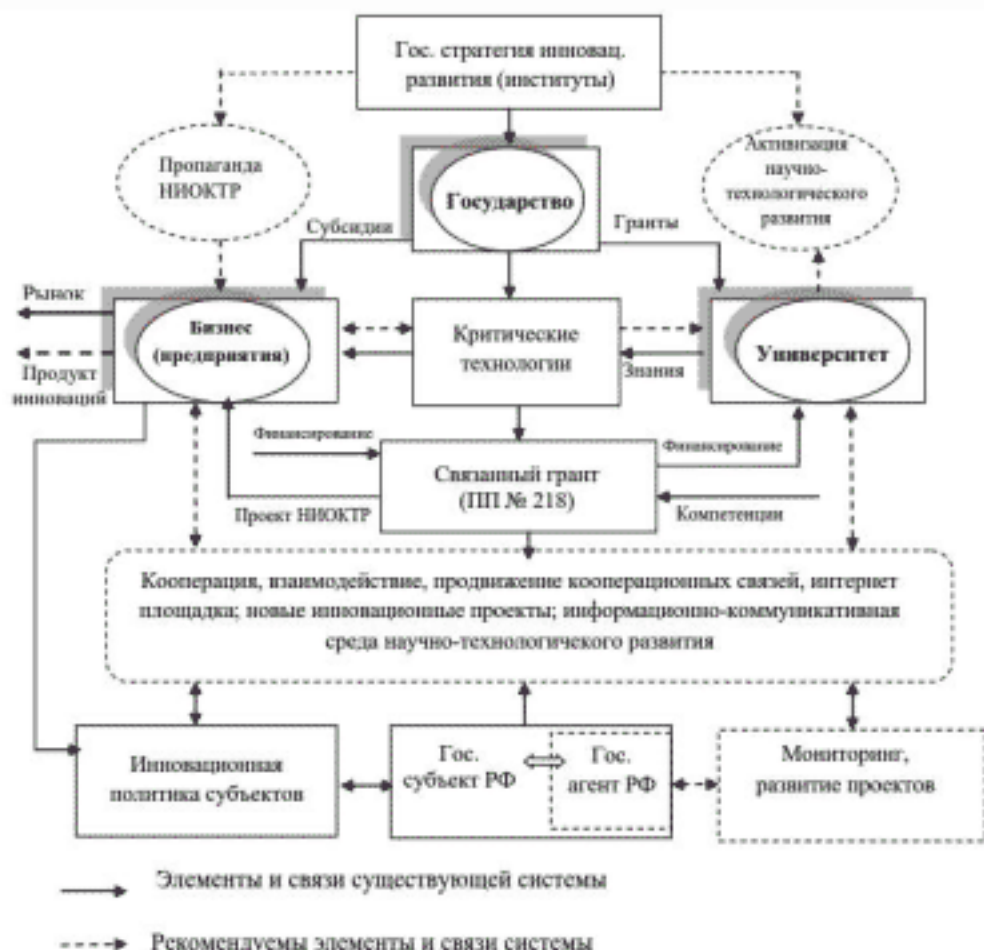 Гос. стратегия инновац.
развития (институты)
Пропаганда
НИОКТР
Государство
Активизация
научно-
технологического
развития
Субсидии
Гранты
Рынок
Бизнес
(предприятия)
Критические
технологии
Университет
Продукт
инноваций
Знания
Финансирование
Связанный грант
(ПП № 218)
Финансирование
Проект НИОКТР
Компетенции
Кооперация, взаимодействие, продвижение кооперационных связей, интернет
площадка; новые инновационные проекты; информационно-коммуникативная
среда научно-технологичекого развития
Инновационная
политика субъектов
Гос.
субъект РФ
Гос.
агент РФ
Мониторинг,
развитие проектов
Элементы и связи существующей системы
Рекомендуемы элементы и связи системы